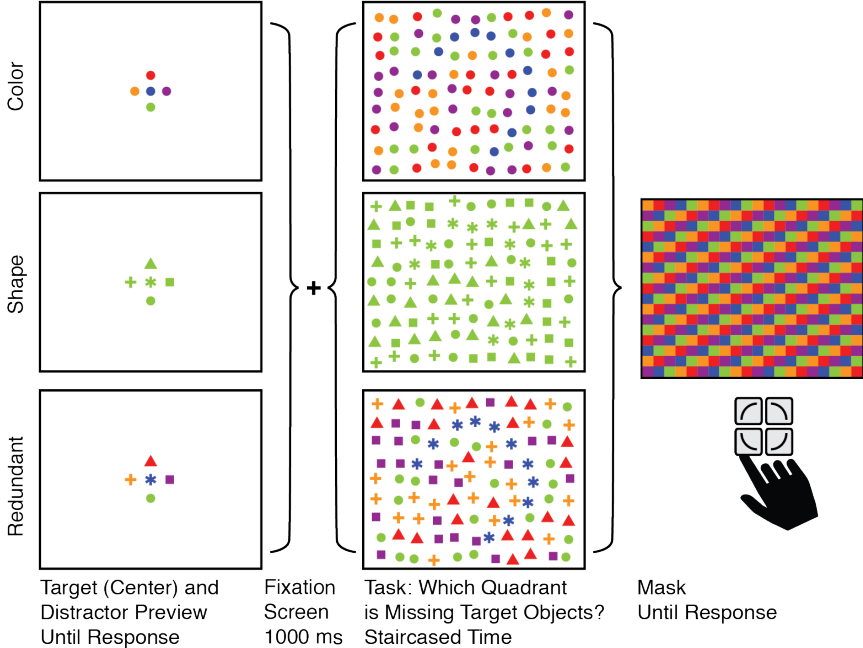 Color
Shape
Redundant
Target (Center) and
Distractor Preview
Until Response
Fixation
Screen
1000 ms
Task: Which Quadrant
is Missing Target Objects?
Staircased Time
Mask
Until Response